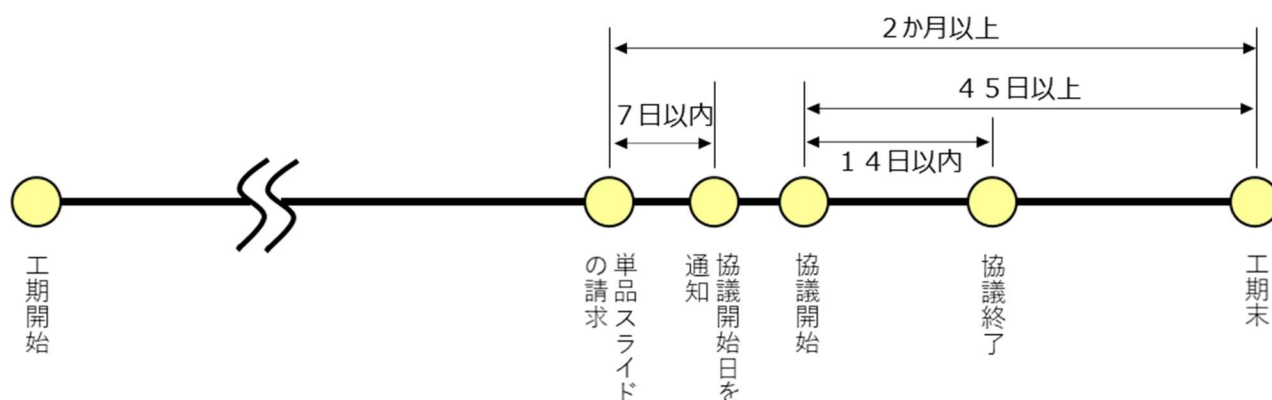 ２か月以上
４５日以上
７日以内
１４日以内
工期開始
単品スライド
の請求
協議開始日を
通知
協議開始
協議終了
工期末